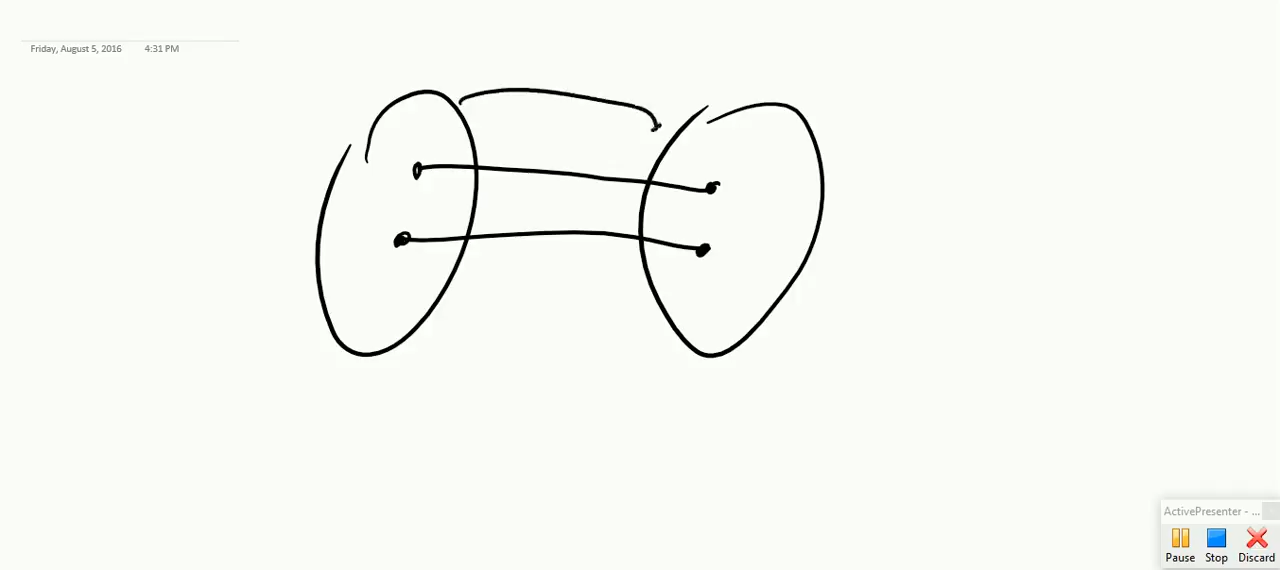 Friday, August 5, 2016 4:31 PM
ActivePresenter - ...
Pause Stop Discard